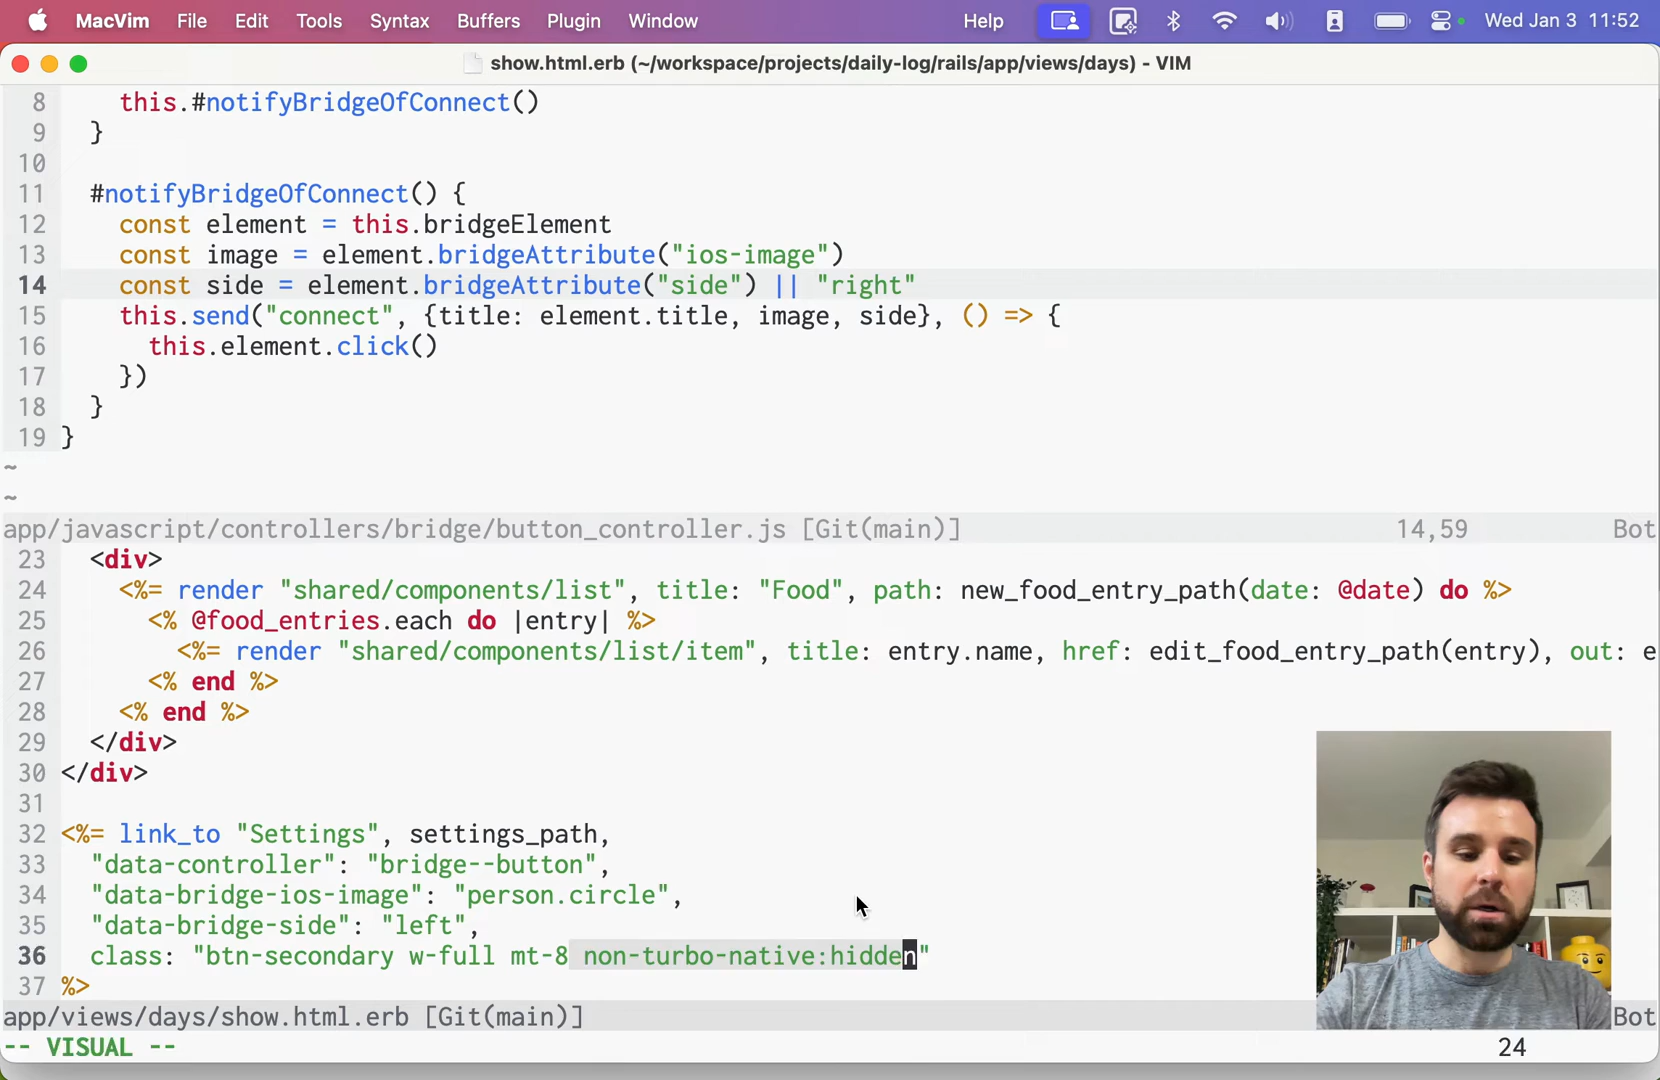 MacVim File Edit Tools Syntax Buffers Plugin Window Help Wed Jan 3 11:52
show.html.erb (~/workspace/projects/daily-log/rails/app/views/days) - VIM
8 this.#notifyBridgeOfConnect()
9 }
10
11 #notifyBridgeOfConnect() {
12 const element = this.bridgeElement
13 const image = element.bridgeAttribute("ios-image")
14 const side = element.bridgeAttribute("side") || "right"
15 this.send("connect", {title: element.title, image, side}, () => {
16 this.element.click()
17 })
18 }
19 }
~
~
app/javascript/controllers/bridge/button_controller.js [Git(main)] 14,59 Bot
23 <div>
24 <%= render "shared/components/list", title: "Food", path: new_food_entry_path(date: @date) do %>
25 <% @food_entries.each do |entry| %>
26 <%= render "shared/components/list/item", title: entry.name, href: edit_food_entry_path(entry), out: e
27 <% end %>
28 <% end %>
29 </div>
30 </div>
31
32 <%= link_to "Settings", settings_path,
33 "data-controller": "bridge--button",
34 "data-bridge-ios-image": "person.circle",
35 "data-bridge-side": "left",
36 class: "btn-secondary w-full mt-8 non-turbo-native:hidden"
37 %>
app/views/days/show.html.erb [Git(main)] Bot
-- VISUAL -- 24